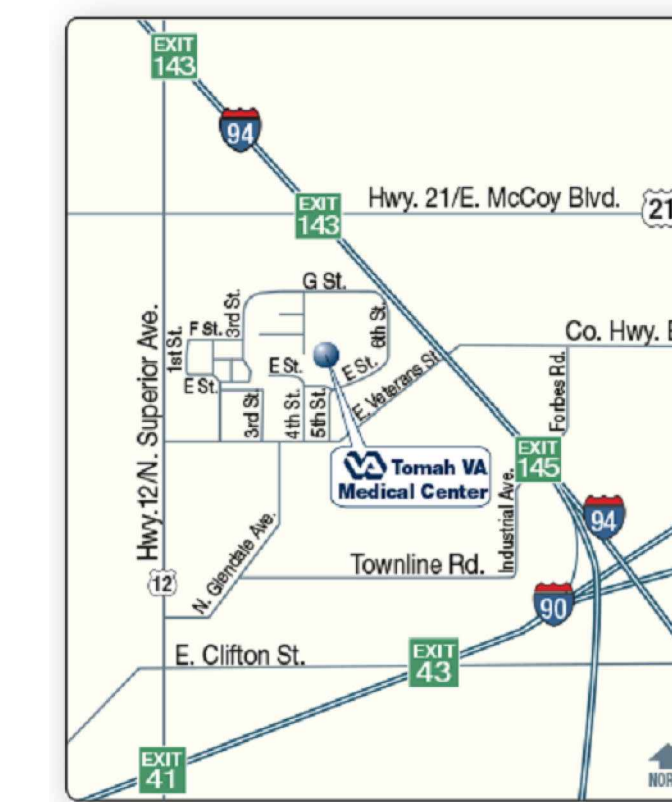 EXIT
143
94
EXIT
143
Hwy. 21/E. McCoy Blvd.
21
G St.
3rd St.
6th St.
F St.
1st St.
Co. Hwy.
E St.
E St.
E St.
E. Veterans St.
Forbes Rd.
3rd St.
4th St.
5th St.
Hwy.12/N. Superior Ave.
EXIT
145
VA Tomah VA
Medical Center
Industrial Ave.
94
N. Glendale Ave.
Townline Rd.
12
90
E. Clifton St.
EXIT
43
EXIT
41